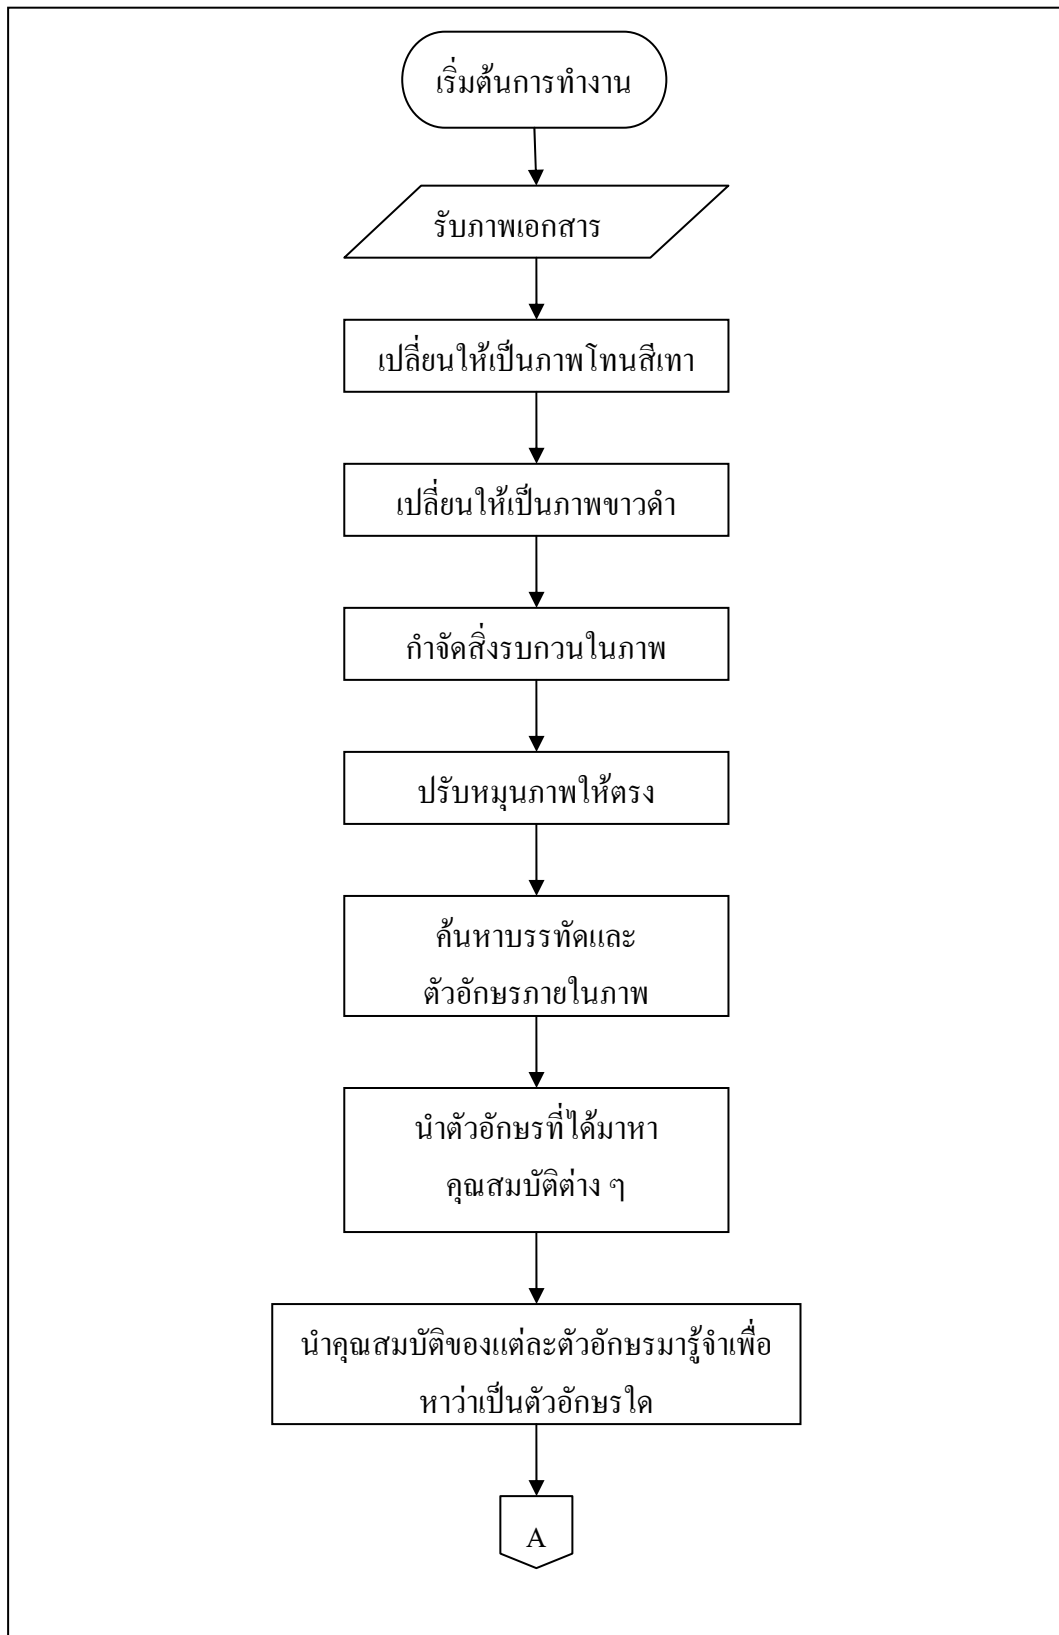 เริ่มต้นการทำงาน
รับภาพเอกสาร
เปลี่ยนให้เป็นภาพโทนสีเทา
เปลี่ยนให้เป็นภาพขาวดำ
กำจัดสิ่งรบกวนในภาพ
ปรับหมุนภาพให้ตรง
ค้นหาบรรทัดและ
ตัวอักษรภายในภาพ
นำตัวอักษรที่ได้มาหา
คุณสมบัติต่าง ๆ
นำคุณสมบัติของแต่ละตัวอักษรมารู้จำเพื่อ
หาว่าเป็นตัวอักษรใด
A